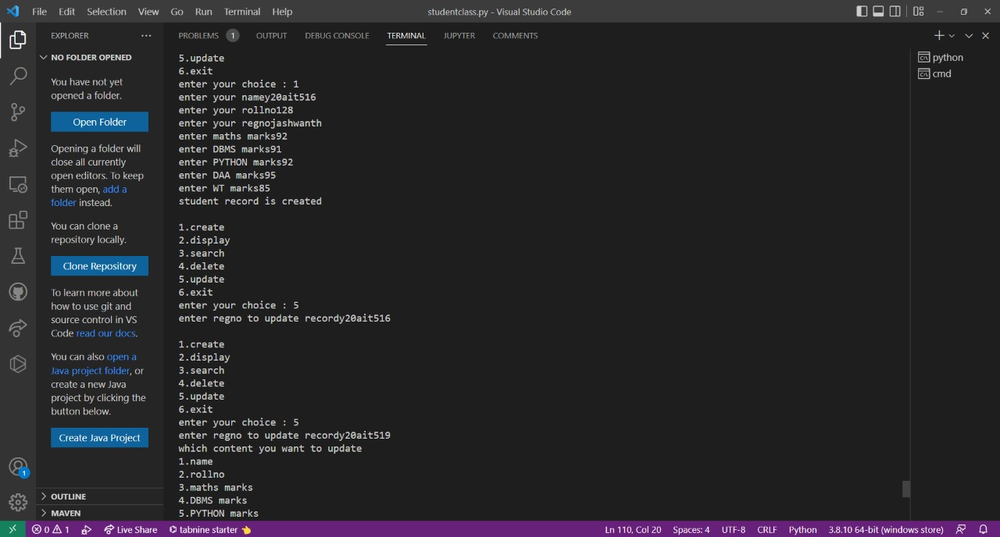 File Edit Selection View Go Run Terminal Help studentclass.py - Visual Studio Code
EXPLORER
NO FOLDER OPENED
You have not yet
opened a folder.
Open Folder
Opening a folder will
close all currently
open editors. To keep
them open, add a
folder instead.
You can clone a
repository locally.
Clone Repository
To learn more about
how to use git and
source control in VS
Code read our docs.
You can also open a
Java project folder, or
create a new Java
project by clicking the
button below.
Create Java Project
OUTLINE
MAVEN
1
PROBLEMS 1 OUTPUT DEBUG CONSOLE TERMINAL JUPYTER COMMENTS
5.update
6.exit
enter your choice : 1
enter your namey20ait516
enter your rollno128
enter your regnojashwanth
enter maths marks92
enter DBMS marks91
enter PYTHON marks92
enter DAA marks95
enter WT marks85
student record is created
1.create
2.display
3.search
4.delete
5.update
6.exit
enter your choice : 5
enter regno to update recordy20ait516
1.create
2.display
3.search
4.delete
5.update
6.exit
enter your choice : 5
enter regno to update recordy20ait519
which content you want to update
1.name
2.rollno
3.maths marks
4.DBMS marks
5.PYTHON marks
python
cmd
0 1 Live Share tabnine starter Ln 110, Col 20 Spaces: 4 UTF-8 CRLF Python 3.8.10 64-bit (windows store)